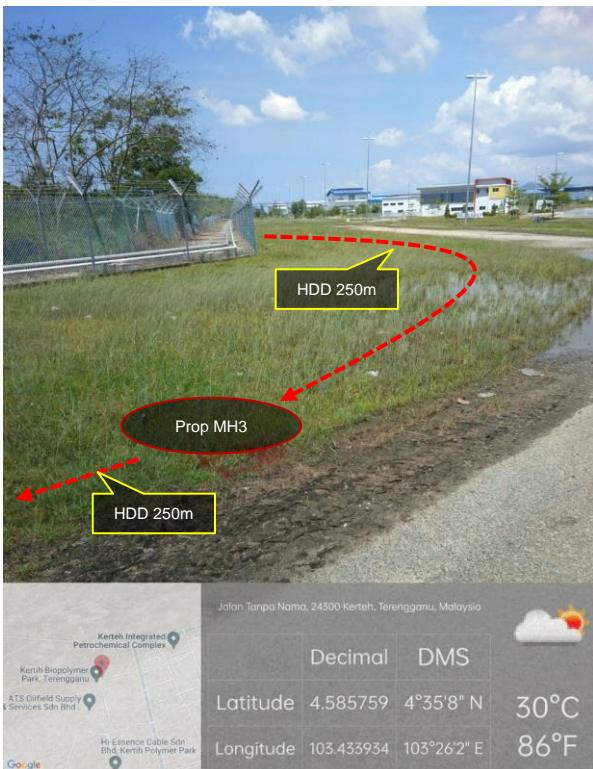 HDD 250m
Prop MH3
HDD 250m
Jalan Tanpa Nama, 24300 Kerteh, Terengganu, Malaysia
Kerteh Integrated
Petrochemical Complex
Kertih Biopolymer
Park, Terengganu
ATS Oilfield Supply
& Services Sdn Bhd
Hi-Essence Cable Sdn
Bhd, Kertih Polymer Park
Google
Decimal DMS
Latitude 4.585759 4°35'8" N
Longitude 103.433934 103°26'2" E
30°C
86°F